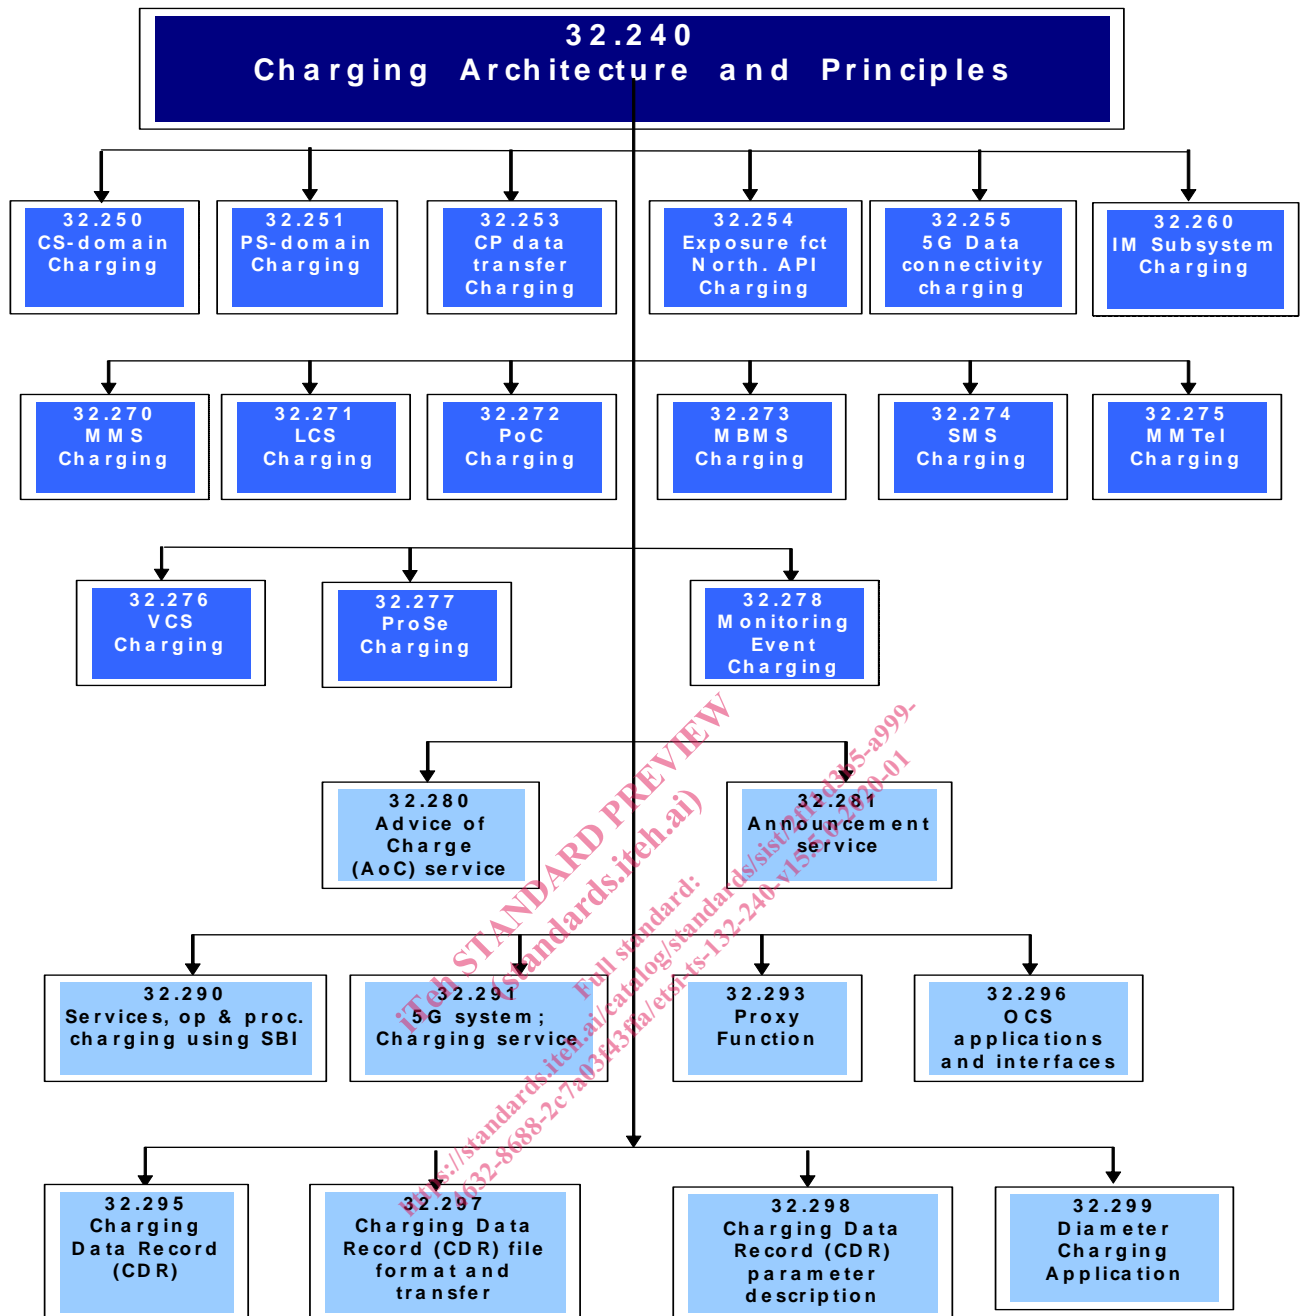 32.240
Charging Architecture and Principles
32.250
CS-domain
Charging
32.251
PS-domain
Charging
32.253
CP data
transfer
Charging
32.254
Exposure fct
North. API
Charging
32.255
5G Data
connectivity
charging
32.260
IM Subsystem
Charging
32.270
MMS
Charging
32.271
LCS
Charging
32.272
PoC
Charging
32.273
MBMS
Charging
32.274
SMS
Charging
32.275
MMTel
Charging
32.276
VCS
Charging
32.277
ProSe
Charging
32.278
Monitoring
Event
Charging
32.280
Advice of
Charge
(AoC) service
32.281
Announcement
service
32.290
Services, op & proc.
charging using SBI
32.291
5G system;
Charging service
32.293
Proxy
Function
32.296
OCS
applications
and interfaces
32.295
Charging
Data Record
(CDR)
32.297
Charging Data
Record (CDR) file
format and
transfer
32.298
Charging Data
Record (CDR)
parameter
description
32.299
Diameter
Charging
Application
iTeh STANDARD PREVIEW
(standards.iteh.ai)
Full standard: